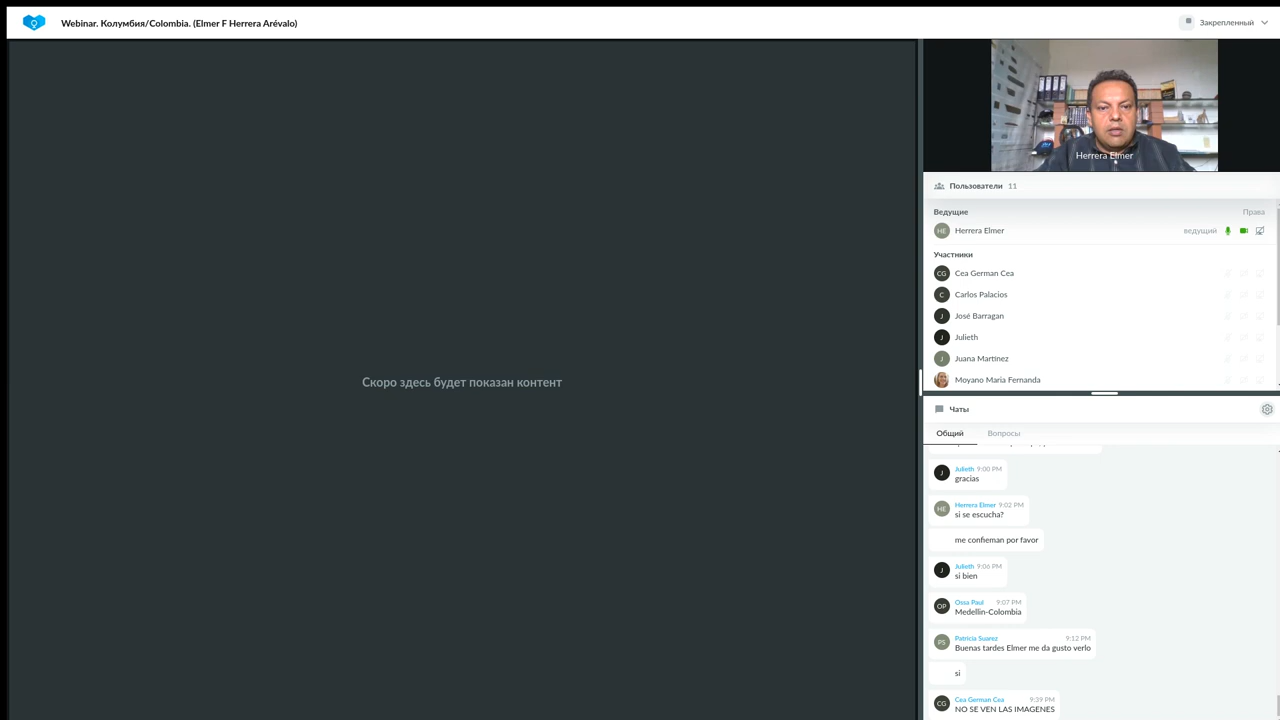 Webinar. Колумбия/Colombia. (Elmer F Herrera Arévalo)
Закрепленный
Herrera Elmer
Пользователи 11
Ведущие Права
HE Herrera Elmer ведущий
Участники
CG Cea German Cea
C Carlos Palacios
J José Barragan
J Julieth
J Juana Martínez
Moyano Maria Fernanda
Скоро здесь будет показан контент
Чаты
Общий Вопросы
J Julieth 9:00 PM
gracias
HE Herrera Elmer 9:02 PM
si se escucha?
me confieman por favor
J Julieth 9:06 PM
si bien
OP Ossa Paul 9:07 PM
Medellin-Colombia
PS Patricia Suarez 9:12 PM
Buenas tardes Elmer me da gusto verlo
si
CG Cea German Cea 9:39 PM
NO SE VEN LAS IMAGENES